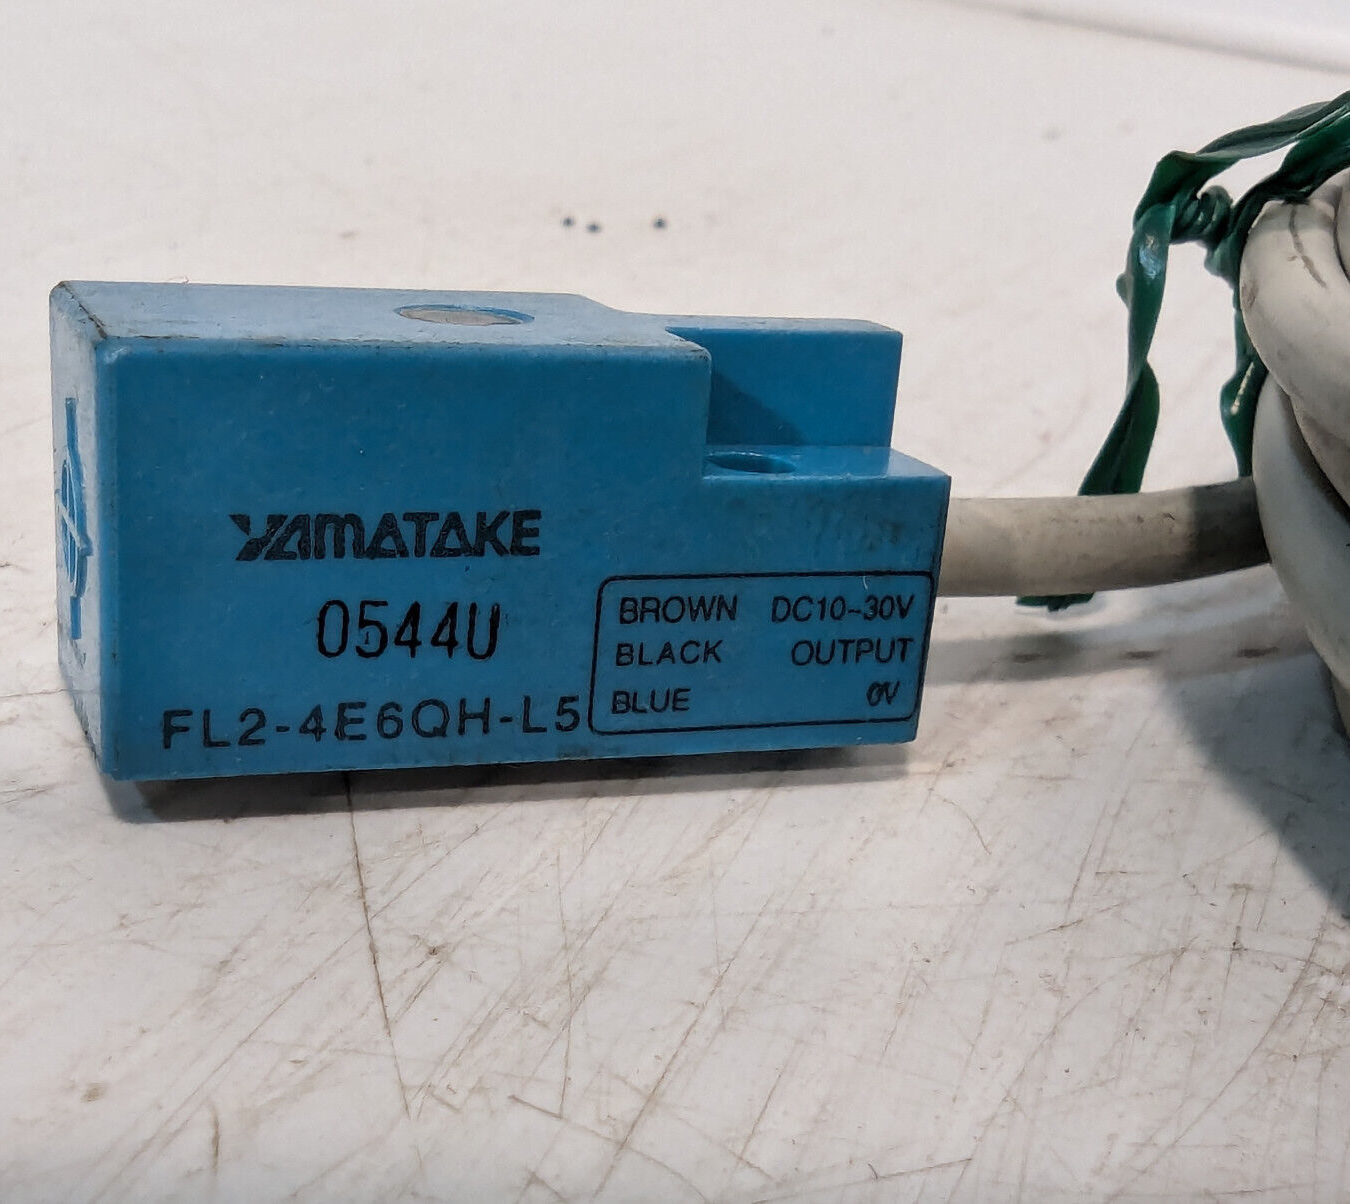 YAMATAKE
0544U
FL2-4E6QH-L5
BROWN DC10-30V
BLACK OUTPUT
BLUE 0V